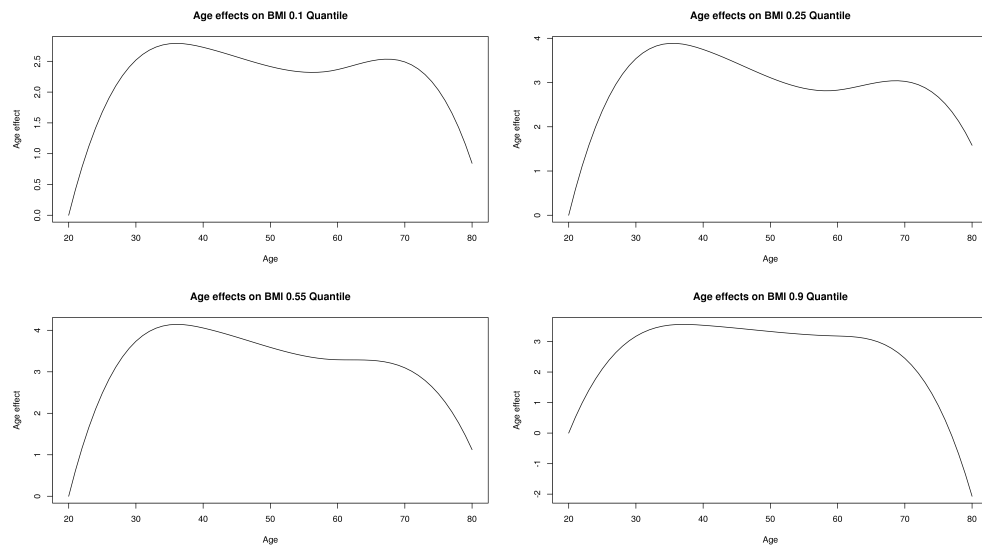 Age effects on BMI 0.1 Quantile
Age effect
0.0 0.5 1.0 1.5 2.0 2.5
20 30 40 50 60 70 80
Age
Age effects on BMI 0.25 Quantile
Age effect
0 1 2 3 4
20 30 40 50 60 70 80
Age
Age effects on BMI 0.55 Quantile
Age effect
0 1 2 3 4
20 30 40 50 60 70 80
Age
Age effects on BMI 0.9 Quantile
Age effect
-2 -1 0 1 2 3
20 30 40 50 60 70 80
Age